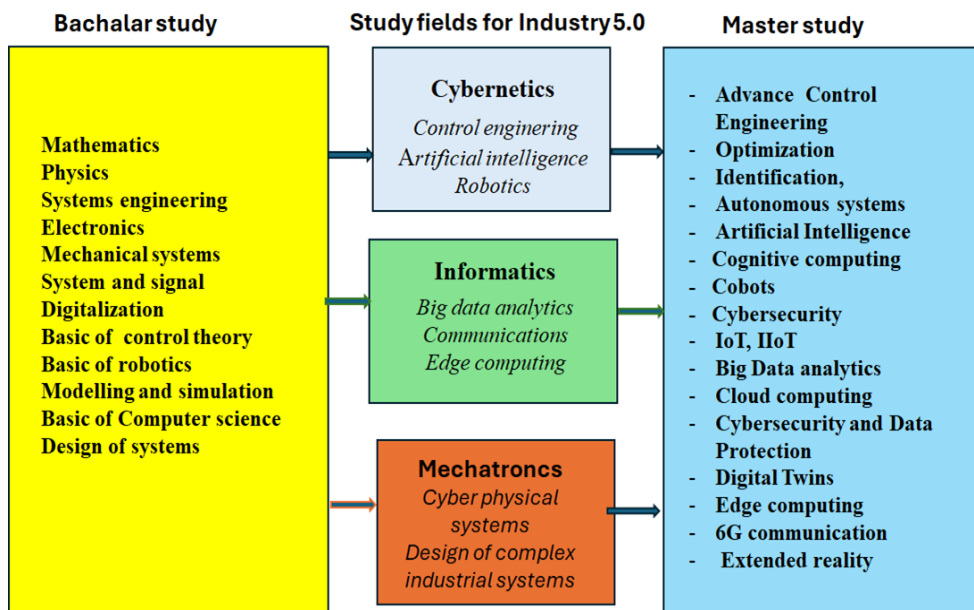 Bachalar study
Study fields for Industry 5.0
Master study
Mathematics
Physics
Systems engineering
Electronics
Mechanical systems
System and signal
Digitalization
Basic of control theory
Basic of robotics
Modelling and simulation
Basic of Computer science
Design of systems
Cybernetics
Control enginering
Artificial intelligence
Robotics
Informatics
Big data analytics
Communications
Edge computing
Mechatroncs
Cyber physical
systems
Design of complex
industrial systems
- Advance Control
Engineering
- Optimization
- Identification,
- Autonomous systems
- Artificial Intelligence
- Cognitive computing
- Cobots
- Cybersecurity
- IoT, IIoT
- Big Data analytics
- Cloud computing
- Cybersecurity and Data
Protection
- Digital Twins
- Edge computing
- 6G communication
- Extended reality